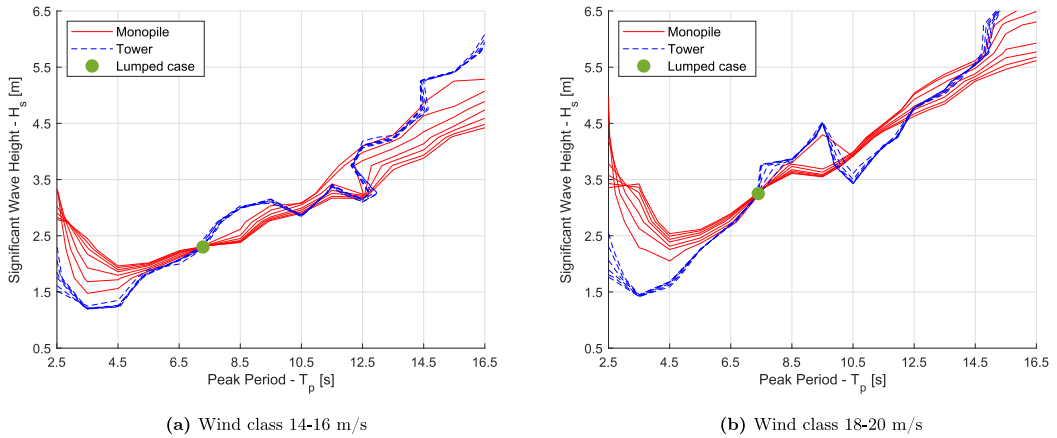 6.5
5.5
4.5
3.5
2.5
1.5
0.5
Significant Wave Height - H_s [m]
Monopile
Tower
Lumped case
2.5 4.5 6.5 8.5 10.5 12.5 14.5 16.5
Peak Period - T_p [s]
(a) Wind class 14-16 m/s
6.5
5.5
4.5
3.5
2.5
1.5
0.5
Significant Wave Height - H_s [m]
Monopile
Tower
Lumped case
2.5 4.5 6.5 8.5 10.5 12.5 14.5 16.5
Peak Period - T_p [s]
(b) Wind class 18-20 m/s